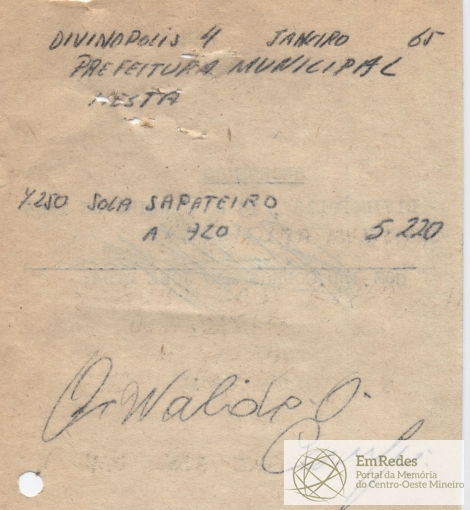 DIVINOPOLIS 4 JANEIRO 65
PREFEITURA MUNICIPAL
NESTA
7.250 SOLA SAPATEIRO
A 720 5.220
EmRedes
Portal da Memória
do Centro-Oeste Mineiro